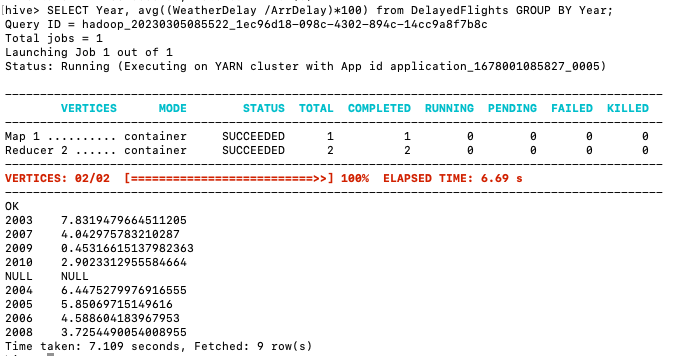 hive> SELECT Year, avg((WeatherDelay /ArrDelay)*100) from DelayedFlights GROUP BY Year;
Query ID = hadoop_20230305085522_1ec96d18-098c-4302-894c-14cc9a8f7b8c
Total jobs = 1
Launching Job 1 out of 1
Status: Running (Executing on YARN cluster with App id application_1678001085827_0005)
VERTICES MODE STATUS TOTAL COMPLETED RUNNING PENDING FAILED KILLED
Map 1 .......... container SUCCEEDED 1 1 0 0 0 0
Reducer 2 ...... container SUCCEEDED 2 2 0 0 0 0
VERTICES: 02/02 [==========================>>] 100% ELAPSED TIME: 6.69 s
OK
2003 7.8319479664511205
2007 4.042975783210287
2009 0.45316615137982363
2010 2.9023312955584664
NULL NULL
2004 6.4475279976916555
2005 5.85069715149616
2006 4.588604183967953
2008 3.7254490054008955
Time taken: 7.109 seconds, Fetched: 9 row(s)